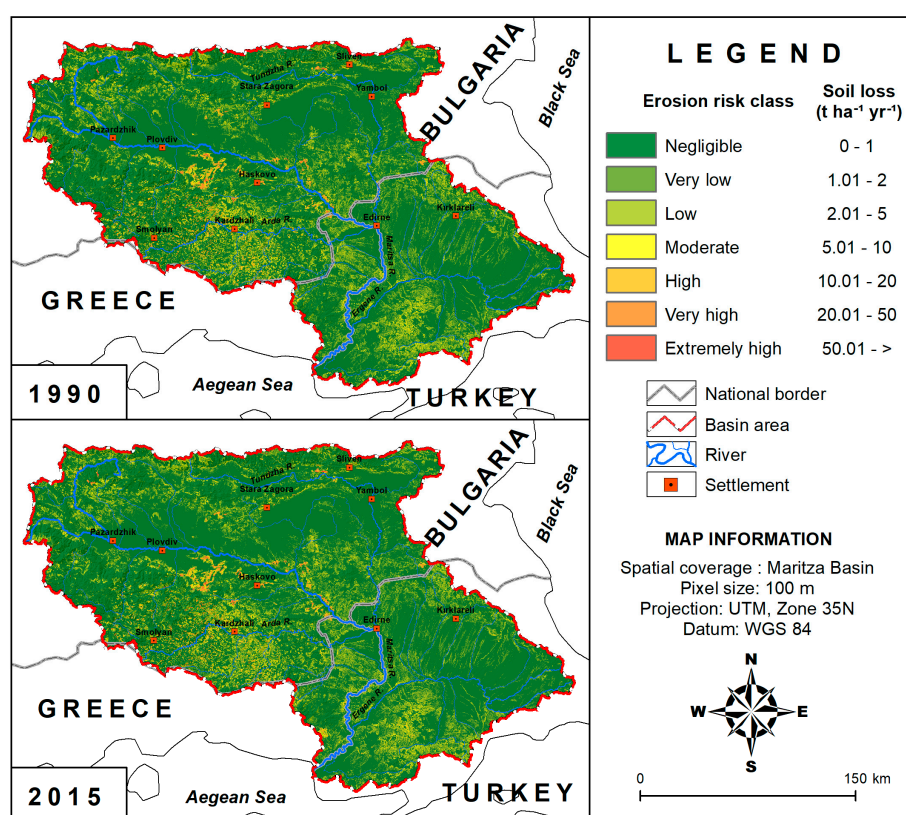 BULGARIA
Black Sea
Sliven
Tundzha R.
Stara Zagora
Yambol
Pazardzhik
Plovdiv
Haskovo
Kirklareli
Kardzhali
Arda R.
Edirne
Smolyan
Maritza R.
Ergene R.
GREECE
Aegean Sea
TURKEY
1990
BULGARIA
Black Sea
Sliven
Tundzha R.
Stara Zagora
Yambol
Pazardzhik
Plovdiv
Haskovo
Kirklareli
Kardzhali
Arda R.
Edirne
Smolyan
Maritza R.
Ergene R.
GREECE
Aegean Sea
TURKEY
2015
LEGEND
Erosion risk class Soil loss
(t ha⁻¹ yr⁻¹)
Negligible 0 - 1
Very low 1.01 - 2
Low 2.01 - 5
Moderate 5.01 - 10
High 10.01 - 20
Very high 20.01 - 50
Extremely high 50.01 - >
National border
Basin area
River
Settlement
MAP INFORMATION
Spatial coverage : Maritza Basin
Pixel size: 100 m
Projection: UTM, Zone 35N
Datum: WGS 84
N
W E
S
0 150 km